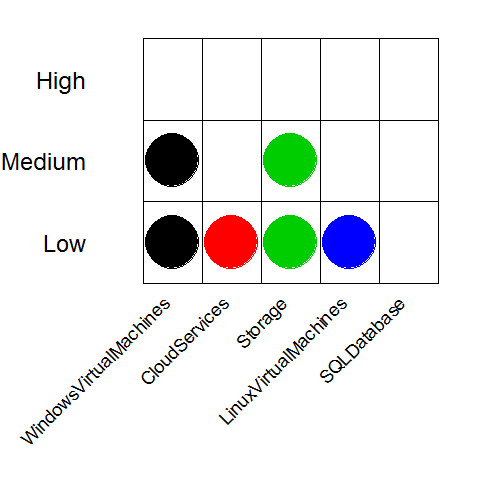 High
Medium
Low
WindowsVirtualMachines
CloudServices
Storage
LinuxVirtualMachines
SQLDatabase